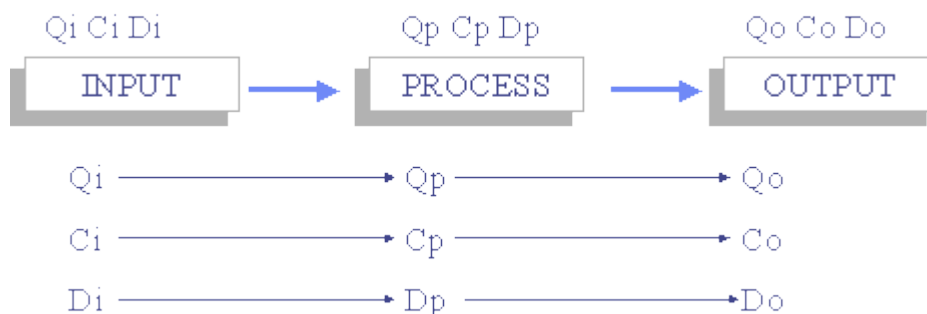 Qi Ci Di Qp Cp Dp Qo Co Do
INPUT PROCESS OUTPUT
Qi Qp Qo
Ci Cp Co
Di Dp Do